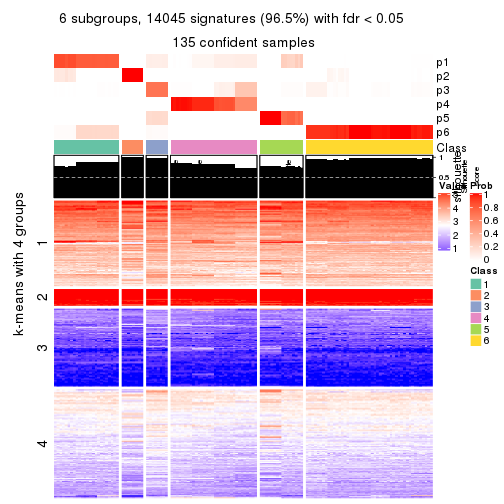 6 subgroups, 14045 signatures (96.5%) with fdr < 0.05
135 confident samples
p1
p2
p3
p4
p5
p6
Class
1
0.5
Silhouette
score
Value
4
3
2
1
Prob
1
0.8
0.6
0.4
0.2
0
Class
1
2
3
4
5
6
k-means with 4 groups
1
2
3
4